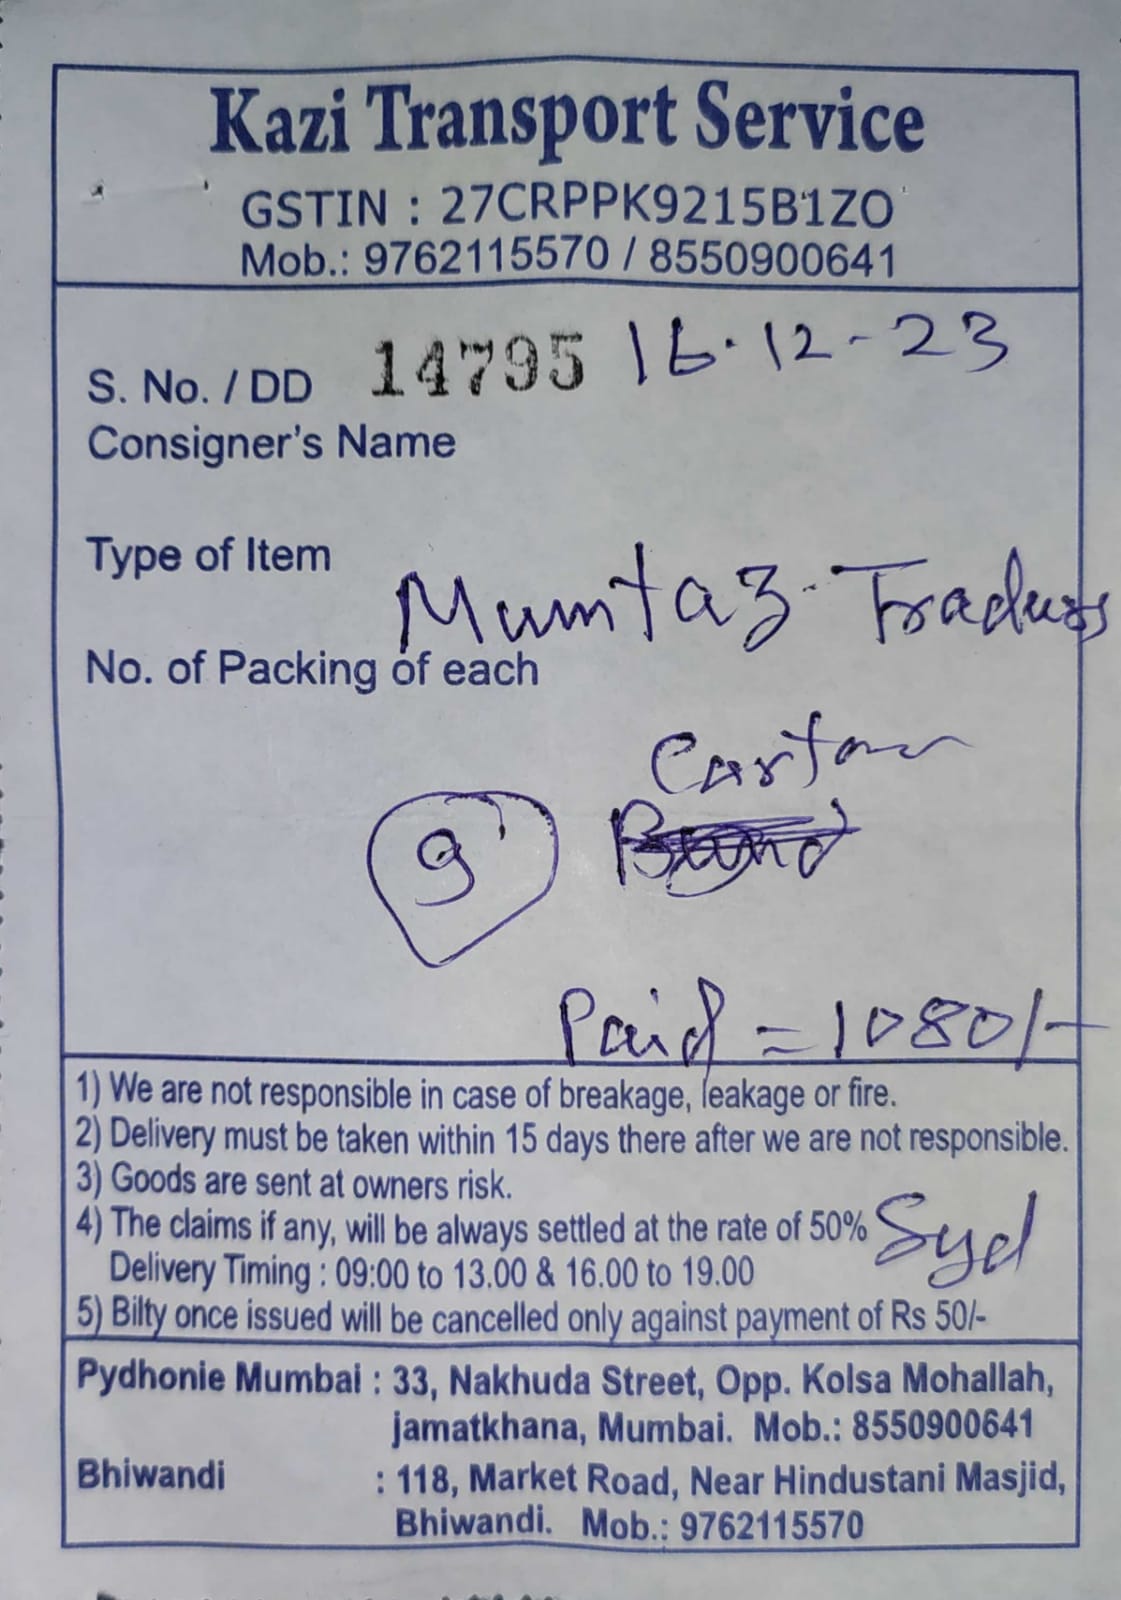 Kazi Transport Service
GSTIN : 27CRPPK9215B1ZO
Mob.: 9762115570 / 8550900641
S. No. / DD 14795 16.12-23
Consigner's Name
Type of Item
Mumtaz Traders
No. of Packing of each
Carton
9
Paid = 1080/-
1) We are not responsible in case of breakage, leakage or fire.
2) Delivery must be taken within 15 days there after we are not responsible.
3) Goods are sent at owners risk.
4) The claims if any, will be always settled at the rate of 50% Syd
Delivery Timing : 09:00 to 13.00 & 16.00 to 19.00
5) Bilty once issued will be cancelled only against payment of Rs 50/-
Pydhonie Mumbai : 33, Nakhuda Street, Opp. Kolsa Mohallah,
jamatkhana, Mumbai. Mob.: 8550900641
Bhiwandi : 118, Market Road, Near Hindustani Masjid,
Bhiwandi. Mob.: 9762115570